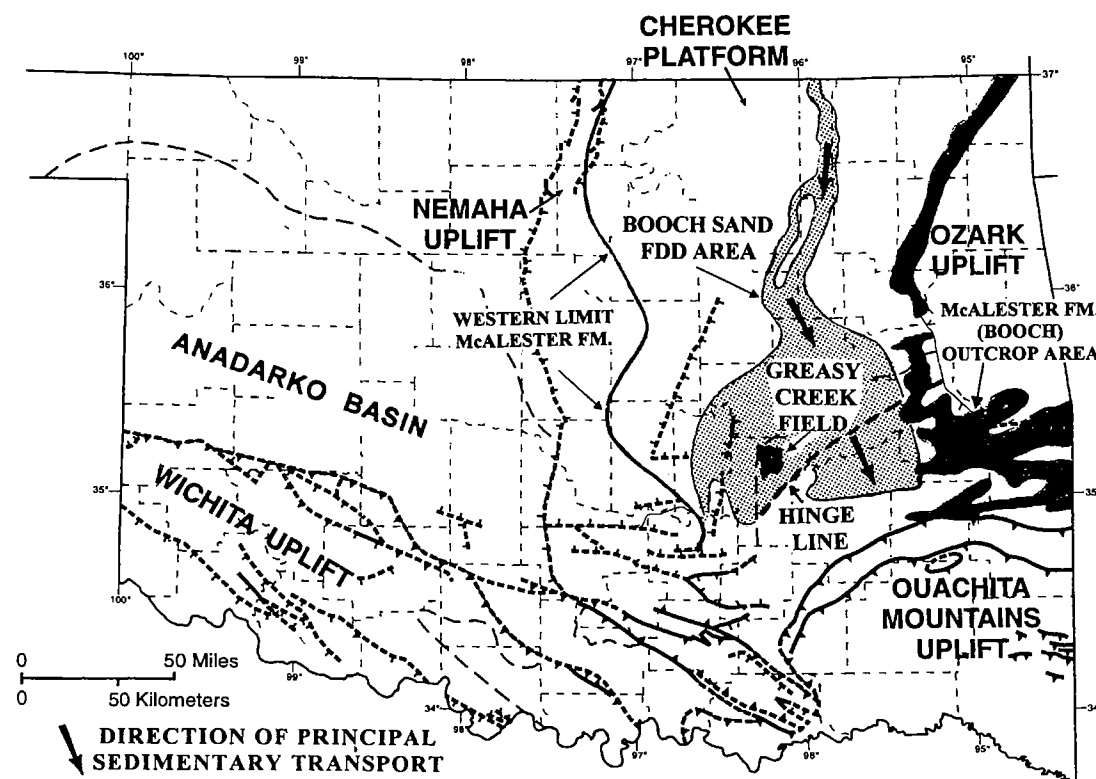 CHEROKEE
PLATFORM
100°
99°
98°
97°
96°
95°
37°
NEMAHA
UPLIFT
BOOCH SAND
FDD AREA
OZARK
UPLIFT
36°
36°
WESTERN LIMIT
McALESTER FM.
McALESTER FM.
(BOOCH)
OUTCROP AREA
ANADARKO BASIN
GREASY
CREEK
FIELD
35°
35°
WICHITA UPLIFT
HINGE
LINE
100°
OUACHITA
MOUNTAINS
UPLIFT
0 50 Miles
0 50 Kilometers
99°
34°
98°
97°
96°
95°
34°
DIRECTION OF PRINCIPAL
SEDIMENTARY TRANSPORT